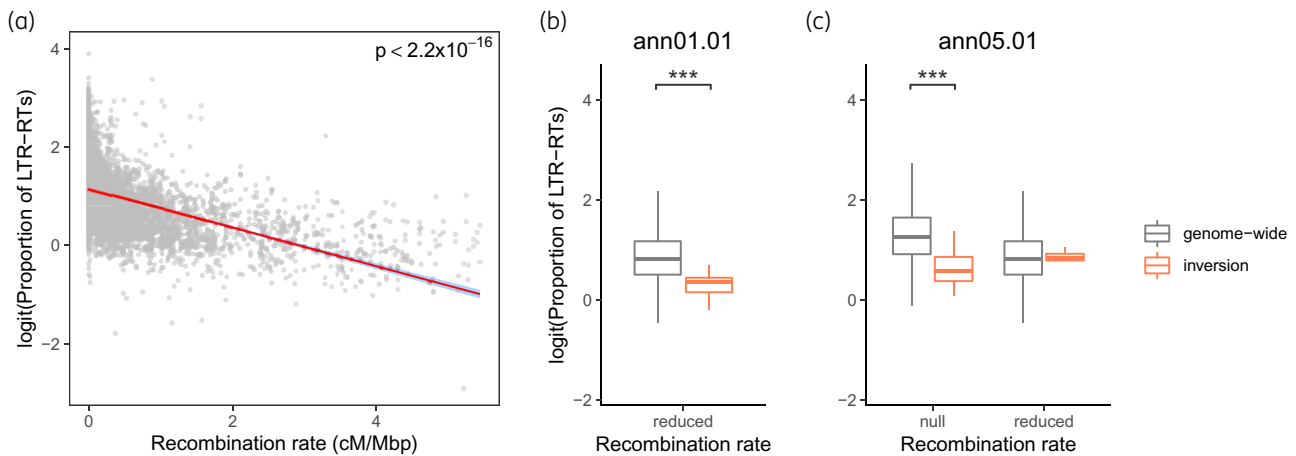 (a)
p < 2.2x10⁻¹⁶
logit(Proportion of LTR−RTs)
4
2
0
−2
0
2
4
Recombination rate (cM/Mbp)
(b)
ann01.01
***
logit(Proportion of LTR−RTs)
4
2
0
−2
reduced
Recombination rate
(c)
ann05.01
***
4
2
0
−2
null
reduced
Recombination rate
genome−wide
inversion